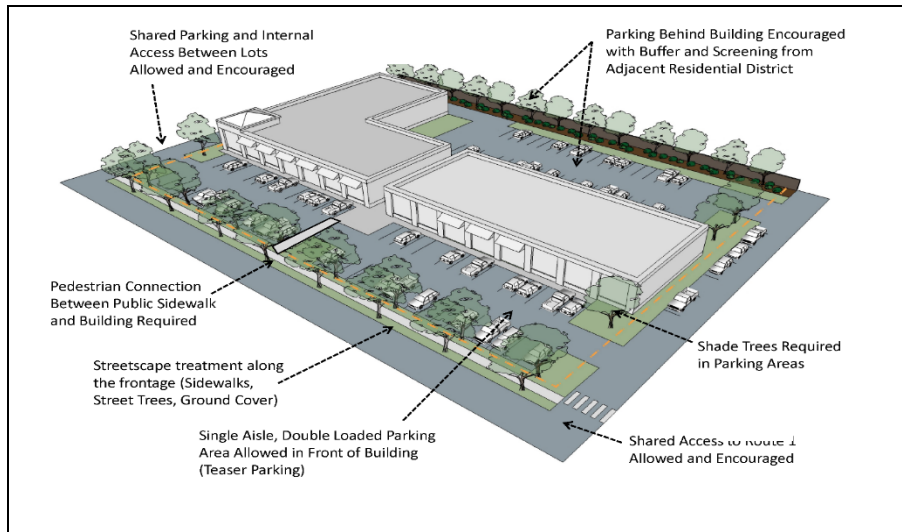 Shared Parking and Internal
Access Between Lots
Allowed and Encouraged
Parking Behind Building Encouraged
with Buffer and Screening from
Adjacent Residential District
Pedestrian Connection
Between Public Sidewalk
and Building Required
Streetscape treatment along
the frontage (Sidewalks,
Street Trees, Ground Cover)
Single Aisle, Double Loaded Parking
Area Allowed in Front of Building
(Teaser Parking)
Shade Trees Required
in Parking Areas
Shared Access to Route 1
Allowed and Encouraged